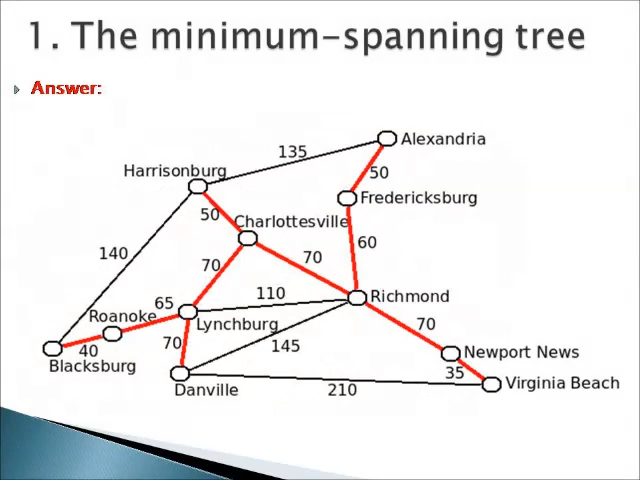 1. The minimum-spanning tree
Answer:
Alexandria
135
Harrisonburg
50
Fredericksburg
50
Charlottesville
60
140
70
70
110
Richmond
65
Roanoke
Lynchburg
70
145
70
40
Newport News
Blacksburg
35
Virginia Beach
Danville
210